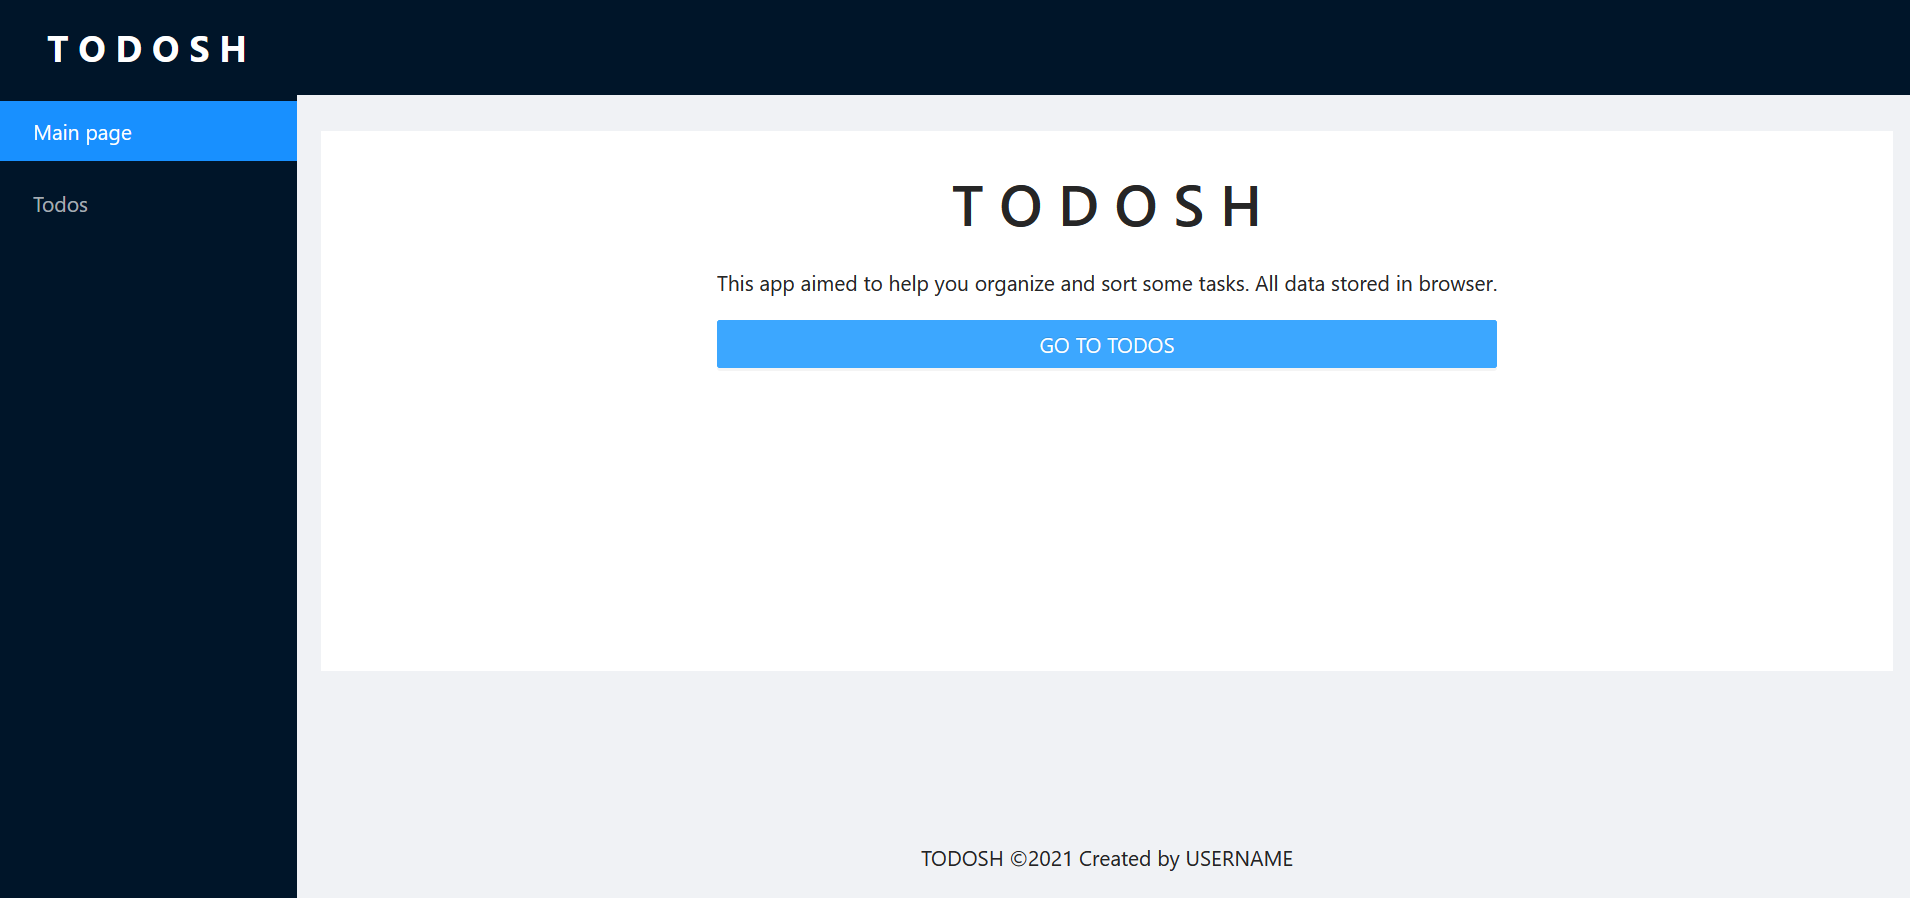 TODOSH
Main page
Todos
TODOSH
This app aimed to help you organize and sort some tasks. All data stored in browser.
GO TO TODOS
TODOSH ©2021 Created by USERNAME